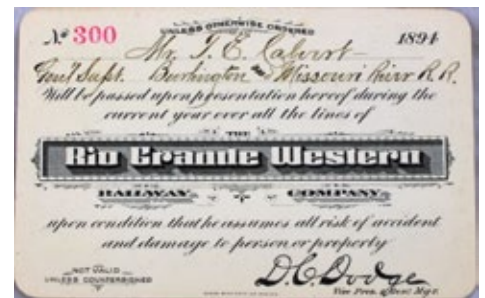 UNLESS OTHERWISE ORDERED
No 300 1894
Mr. T. E. Calvert
Gen'l Supt. Burlington and Missouri River R.R.
Will be passed upon presentation hereof during the
current year over all the lines of
THE
Rio Grande Western
RAILWAY COMPANY
upon condition that he assumes all risk of accident
and damage to person or property
NOT VALID
UNLESS COUNTERSIGNED
D.C. Dodge
Vice Pres. & Genl Mgr.